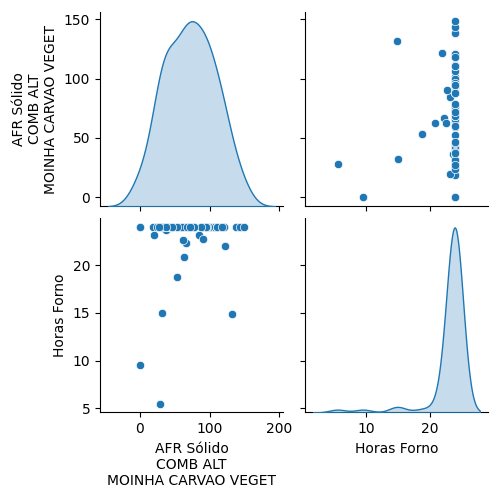 AFR Sólido
COMB ALT
MOINHA CARVAO VEGET
150
100
50
0
Horas Forno
20
15
10
5
0
100
200
AFR Sólido
COMB ALT
MOINHA CARVAO VEGET
10
20
Horas Forno